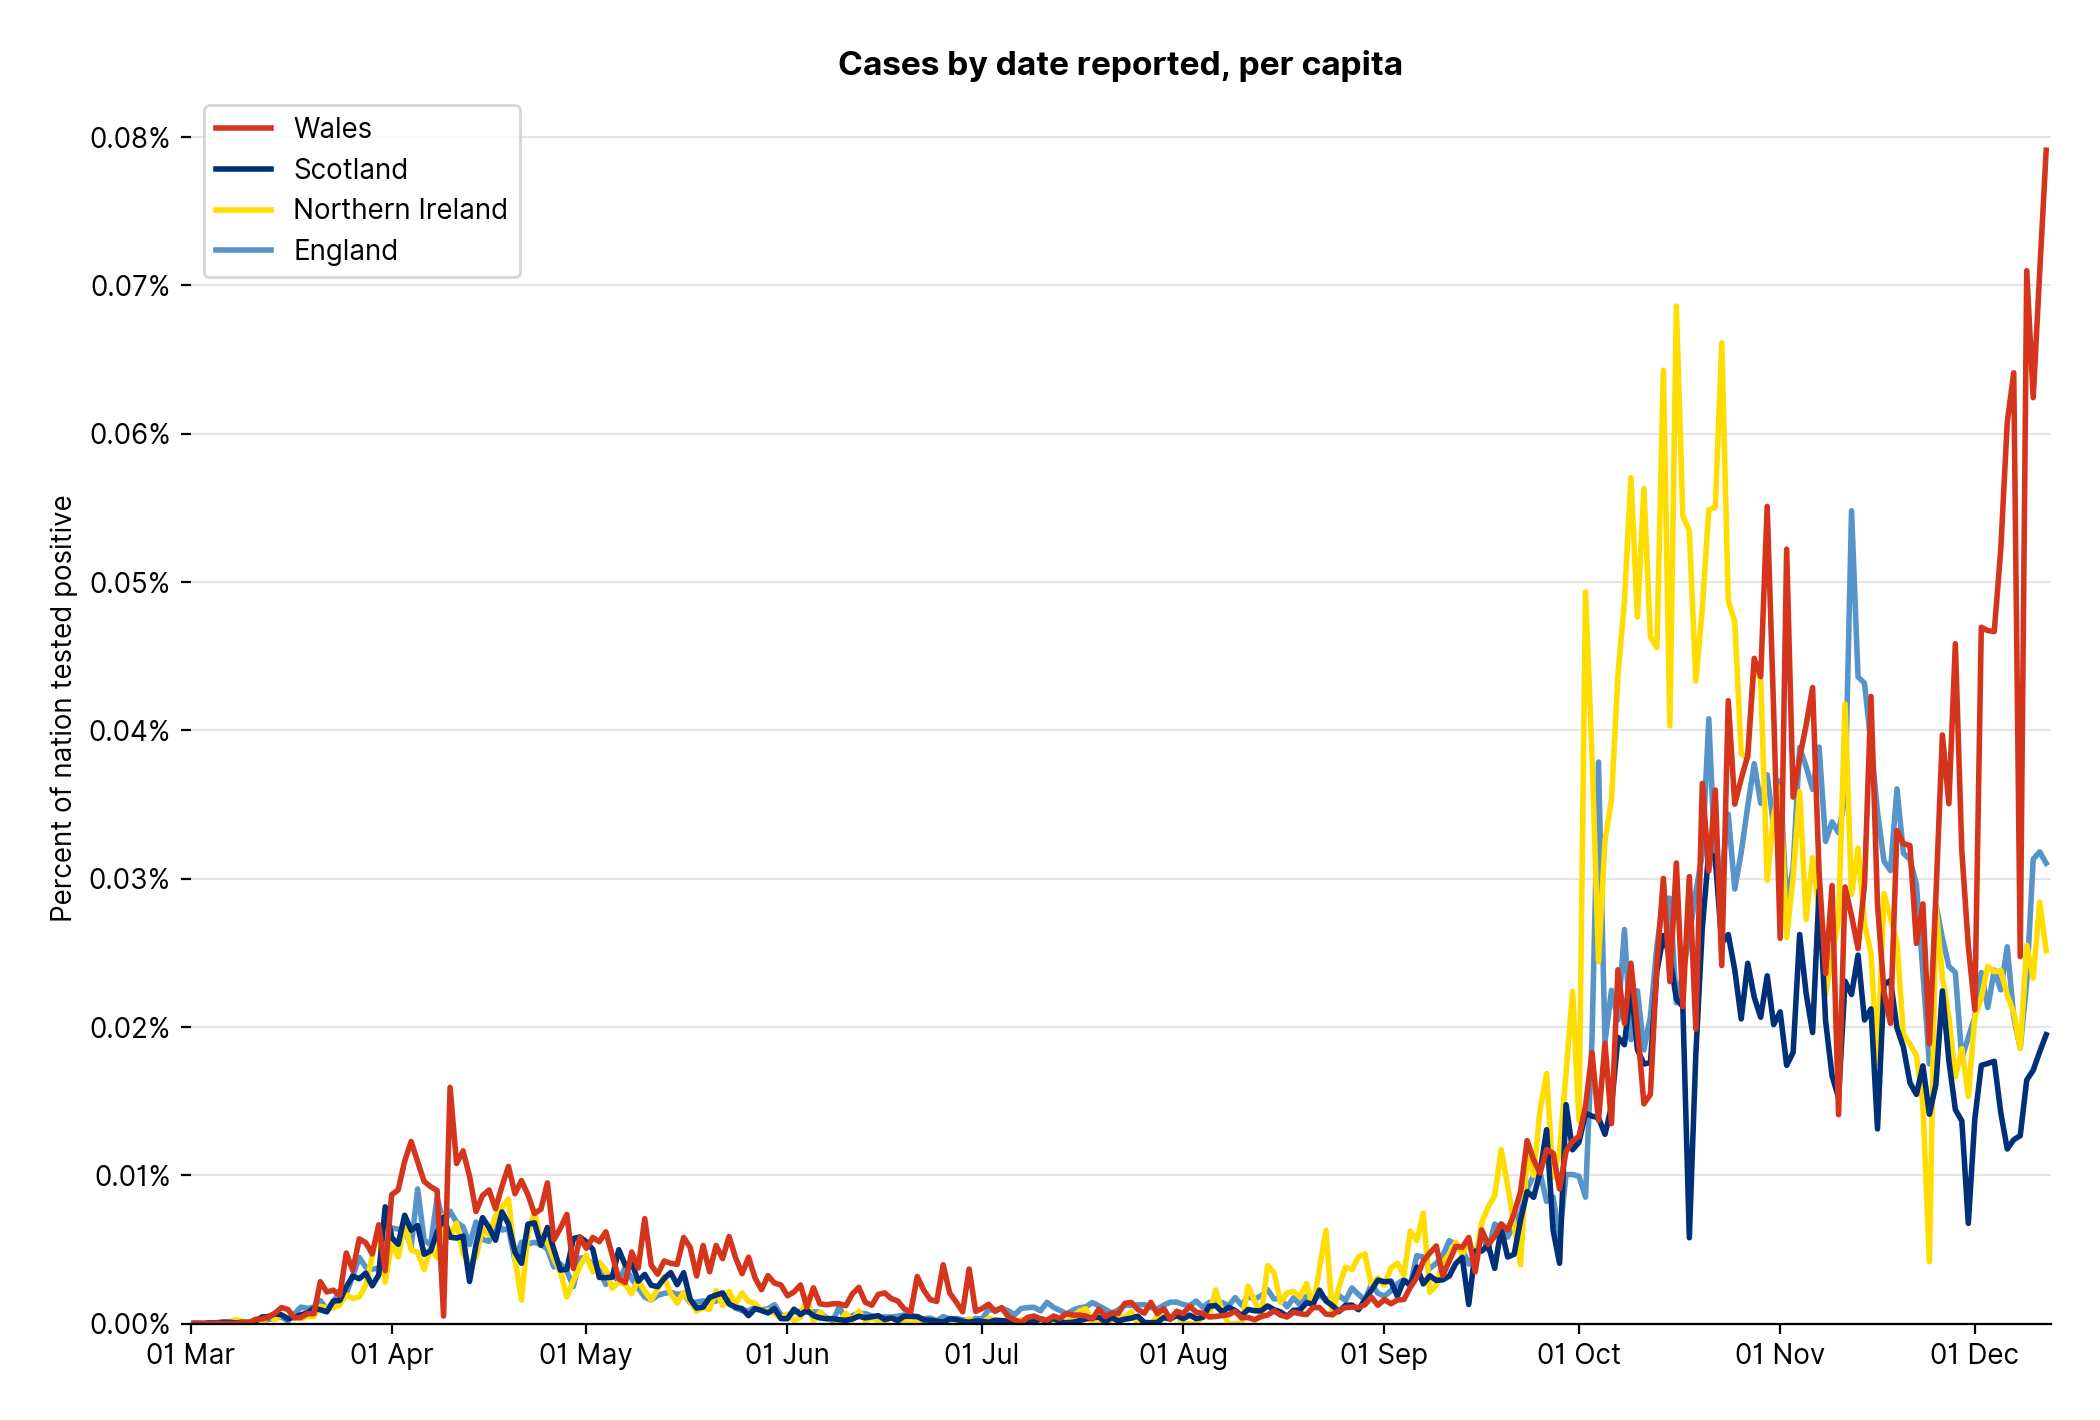 Cases by date reported, per capita
Wales
Scotland
Northern Ireland
England
Percent of nation tested positive
0.08%
0.07%
0.06%
0.05%
0.04%
0.03%
0.02%
0.01%
0.00%
01 Mar
01 Apr
01 May
01 Jun
01 Jul
01 Aug
01 Sep
01 Oct
01 Nov
01 Dec